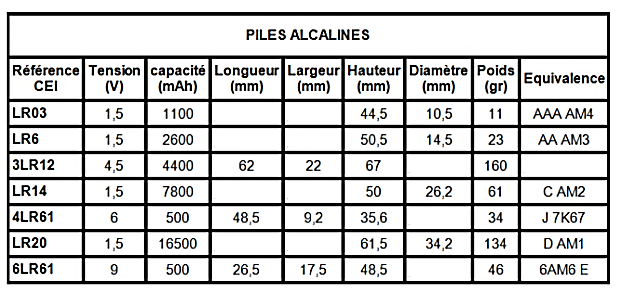 PILES ALCALINES
Référence CEI Tension (V) capacité (mAh) Longueur (mm) Largeur (mm) Hauteur (mm) Diamètre (mm) Poids (gr) Equivalence
LR03 1,5 1100 44,5 10,5 11 AAA AM4
LR6 1,5 2600 50,5 14,5 23 AA AM3
3LR12 4,5 4400 62 22 67 160
LR14 1,5 7800 50 26,2 61 C AM2
4LR61 6 500 48,5 9,2 35,6 34 J 7K67
LR20 1,5 16500 61,5 34,2 134 D AM1
6LR61 9 500 26,5 17,5 48,5 46 6AM6 E